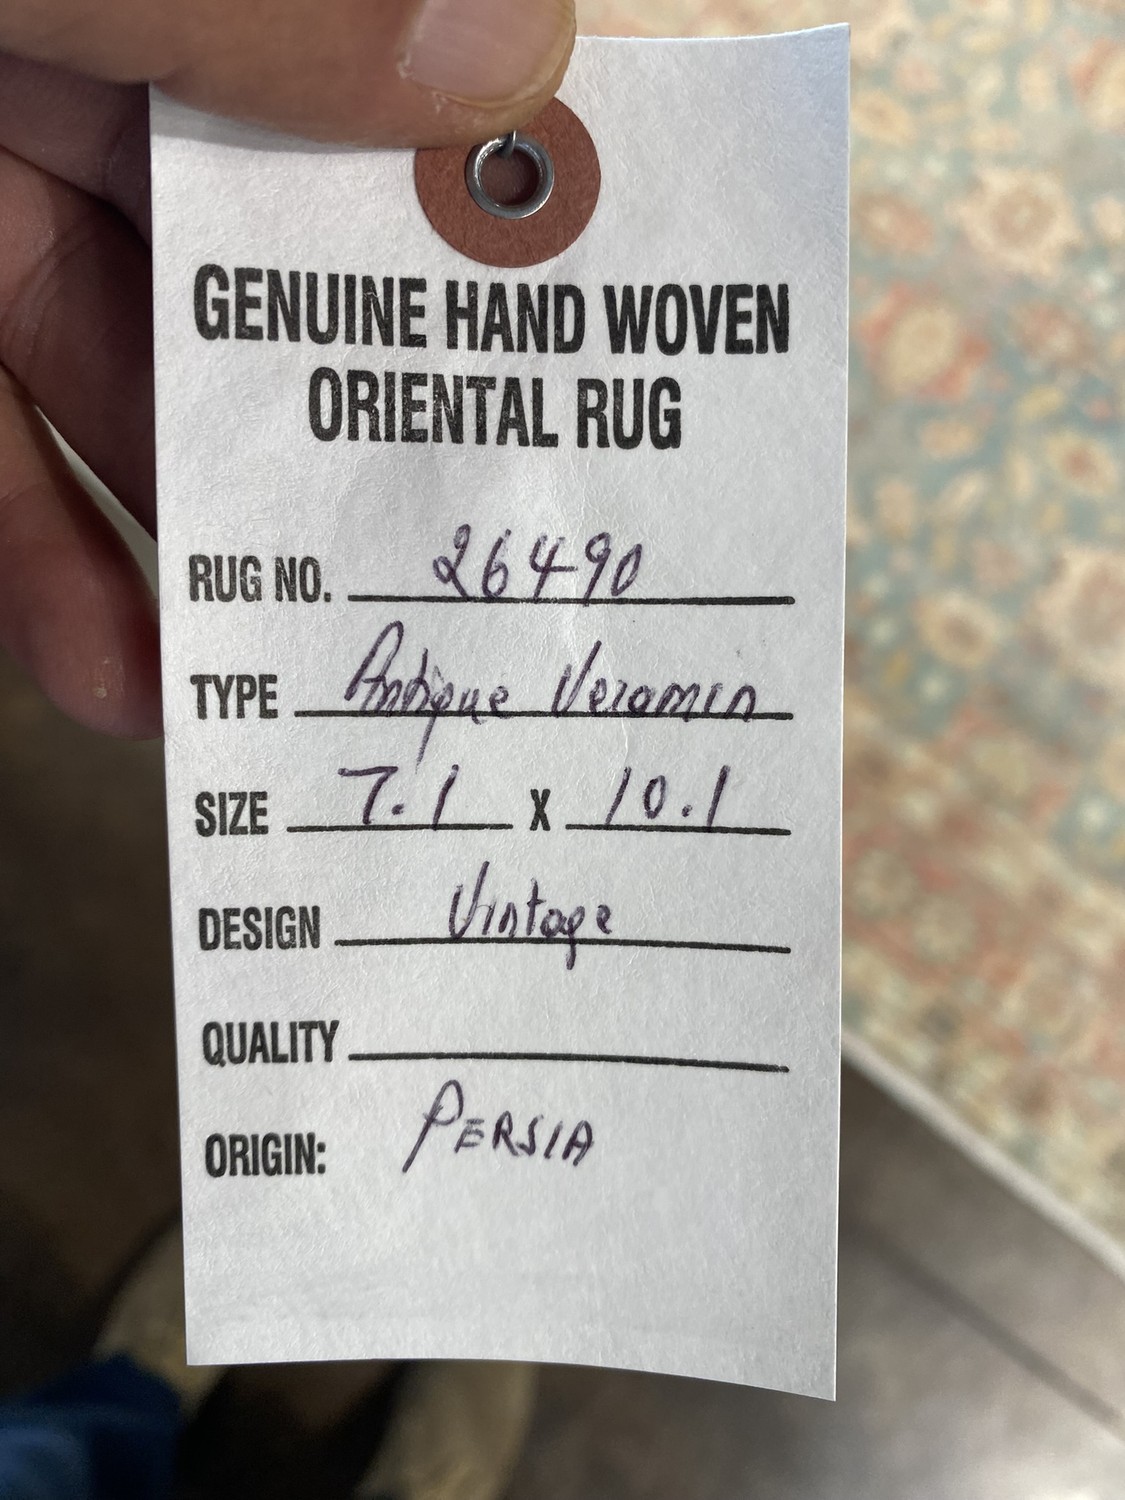 GENUINE HAND WOVEN
ORIENTAL RUG
RUG NO. 26490
TYPE Antique Veramin
SIZE 7.1 X 10.1
DESIGN Vintage
QUALITY
ORIGIN: PERSIA